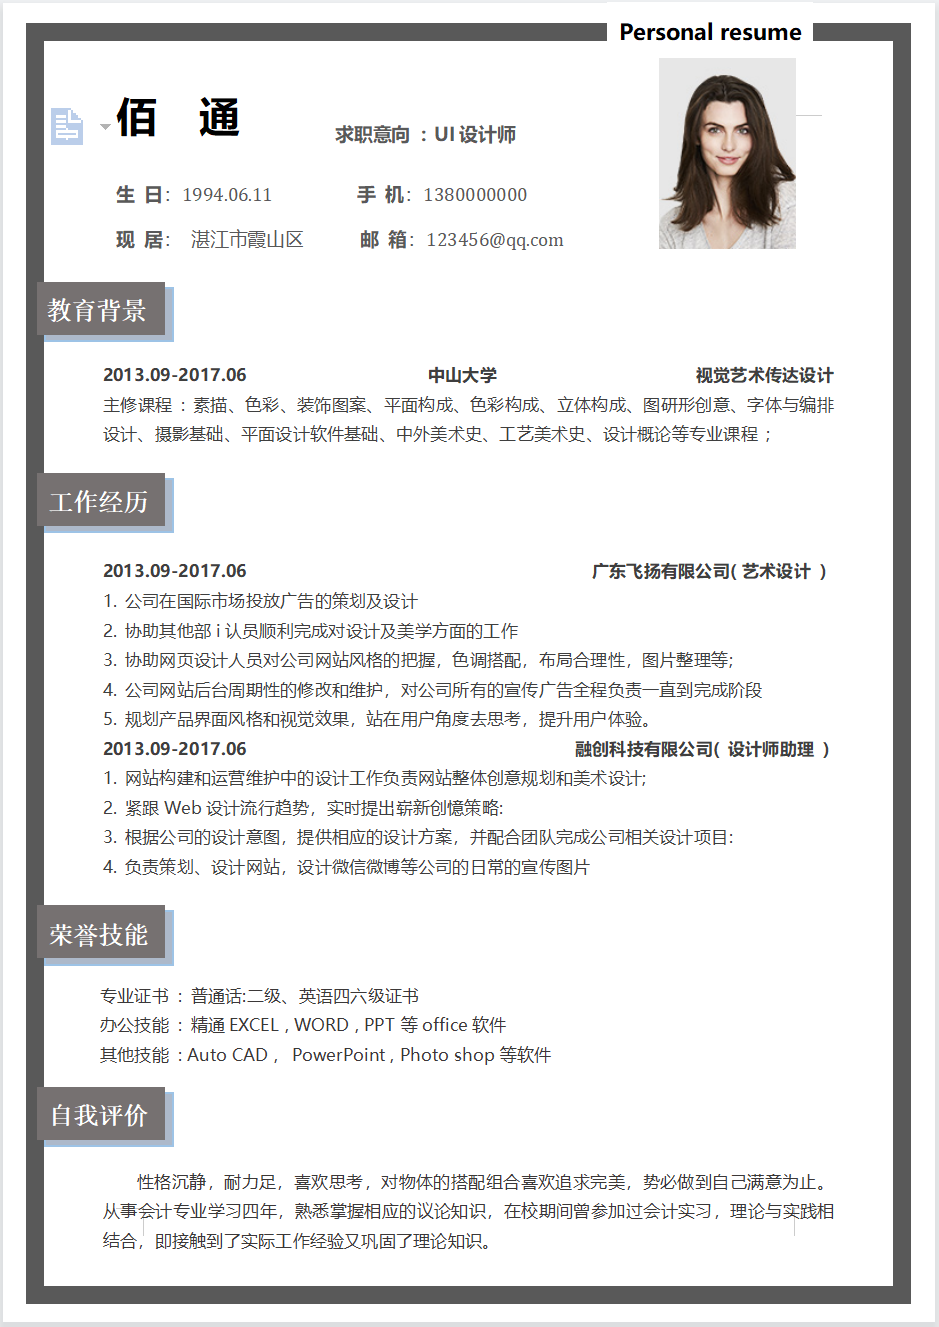 Personal resume
佰 通
求职意向 : UI 设计师
生 日: 1994.06.11 手 机: 1380000000
现 居: 湛江市霞山区 邮 箱: 123456@qq.com
教育背景
2013.09-2017.06 中山大学 视觉艺术传达设计
主修课程 : 素描、色彩、装饰图案、平面构成、色彩构成、立体构成、图研形创意、字体与编排
设计、摄影基础、平面设计软件基础、中外美术史、工艺美术史、设计概论等专业课程 ;
工作经历
2013.09-2017.06 广东飞扬有限公司( 艺术设计 )
1. 公司在国际市场投放广告的策划及设计
2. 协助其他部 i 认员顺利完成对设计及美学方面的工作
3. 协助网页设计人员对公司网站风格的把握，色调搭配，布局合理性，图片整理等;
4. 公司网站后台周期性的修改和维护，对公司所有的宣传广告全程负责一直到完成阶段
5. 规划产品界面风格和视觉效果，站在用户角度去思考，提升用户体验。
2013.09-2017.06 融创科技有限公司( 设计师助理 )
1. 网站构建和运营维护中的设计工作负责网站整体创意规划和美术设计;
2. 紧跟 Web 设计流行趋势，实时提出崭新创憶策略:
3. 根据公司的设计意图，提供相应的设计方案，并配合团队完成公司相关设计项目:
4. 负责策划、设计网站，设计微信微博等公司的日常的宣传图片
荣誉技能
专业证书 : 普通话:二级、英语四六级证书
办公技能 : 精通 EXCEL , WORD , PPT 等 office 软件
其他技能 : Auto CAD , PowerPoint , Photo shop 等软件
自我评价
性格沉静，耐力足，喜欢思考，对物体的搭配组合喜欢追求完美，势必做到自己满意为止。
从事会计专业学习四年，熟悉掌握相应的议论知识，在校期间曾参加过会计实习，理论与实践相
结合，即接触到了实际工作经验又巩固了理论知识。